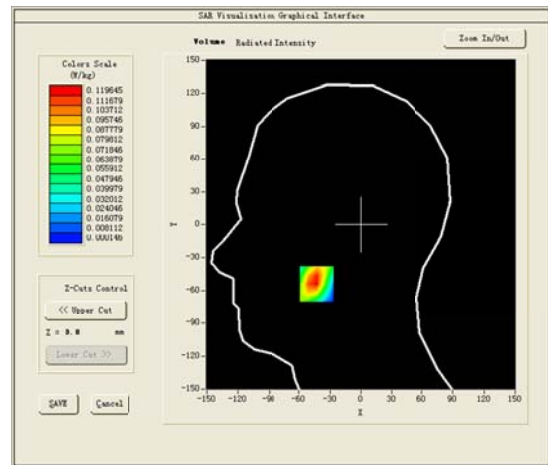 SAR Visualisation Graphical Interface
Volume Radiated Intensity
Zoom In/Out
Colors Scale
(W/kg)
0.119645
0.111679
0.103712
0.095746
0.087779
0.079812
0.071846
0.063879
0.055912
0.047946
0.039979
0.032012
0.024046
0.016079
0.008112
0.000146
Z-Cuts Control
<< Upper Cut
Z = 0.0 mm
Lower Cut >>
SAVE
Cancel
150
120
90
60
30
0
-30
-60
-90
-120
-150
Y
-150 -120 -90 -60 -30 0 30 60 90 120 150
X